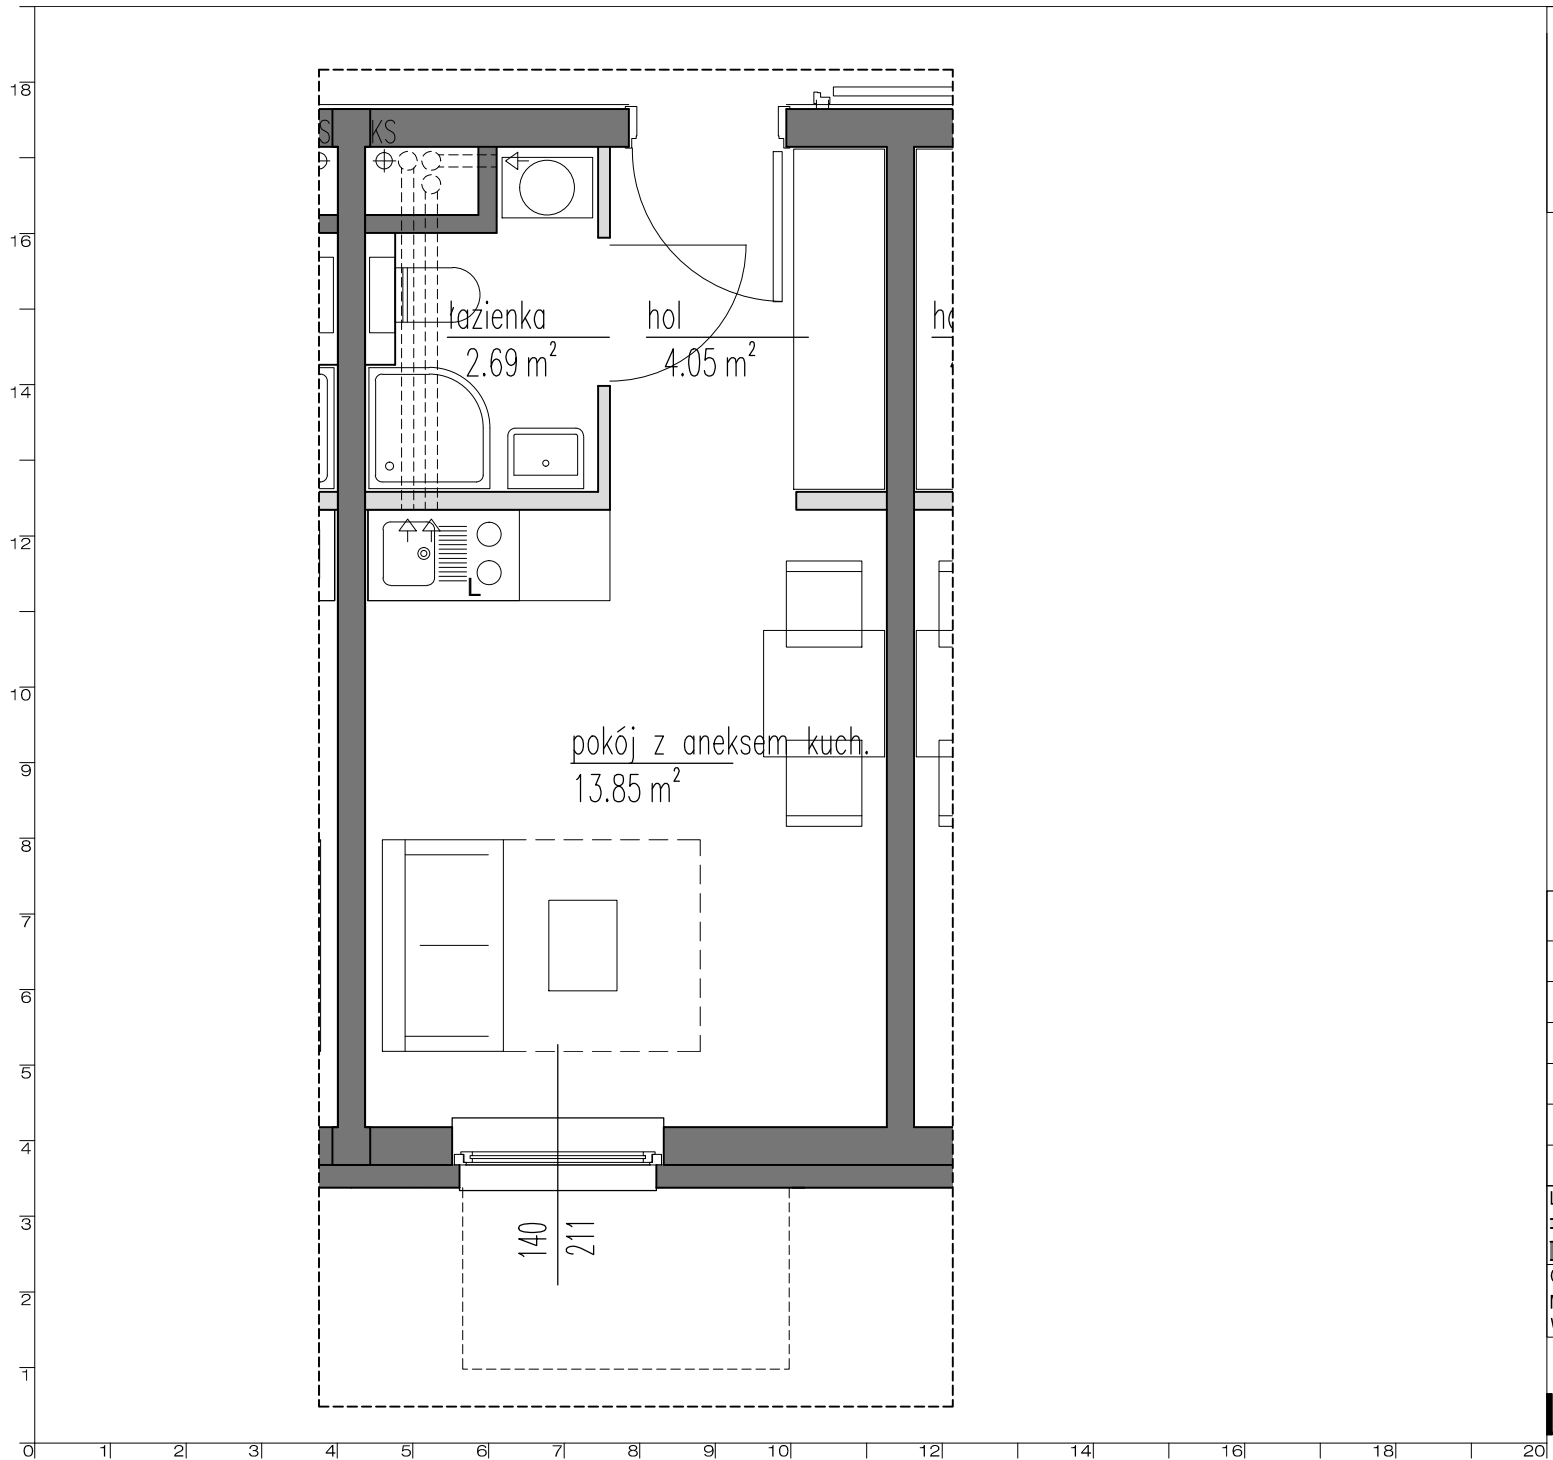 18
S KS
16
łazienka
2.69 m²
hol
4.05 m²
14
12
L
10
pokój z aneksem kuch.
13.85 m²
9
8
7
6
5
4
3
140
211
2
1
0 1 2 3 4 5 6 7 8 9 10 12 14 16 18 20